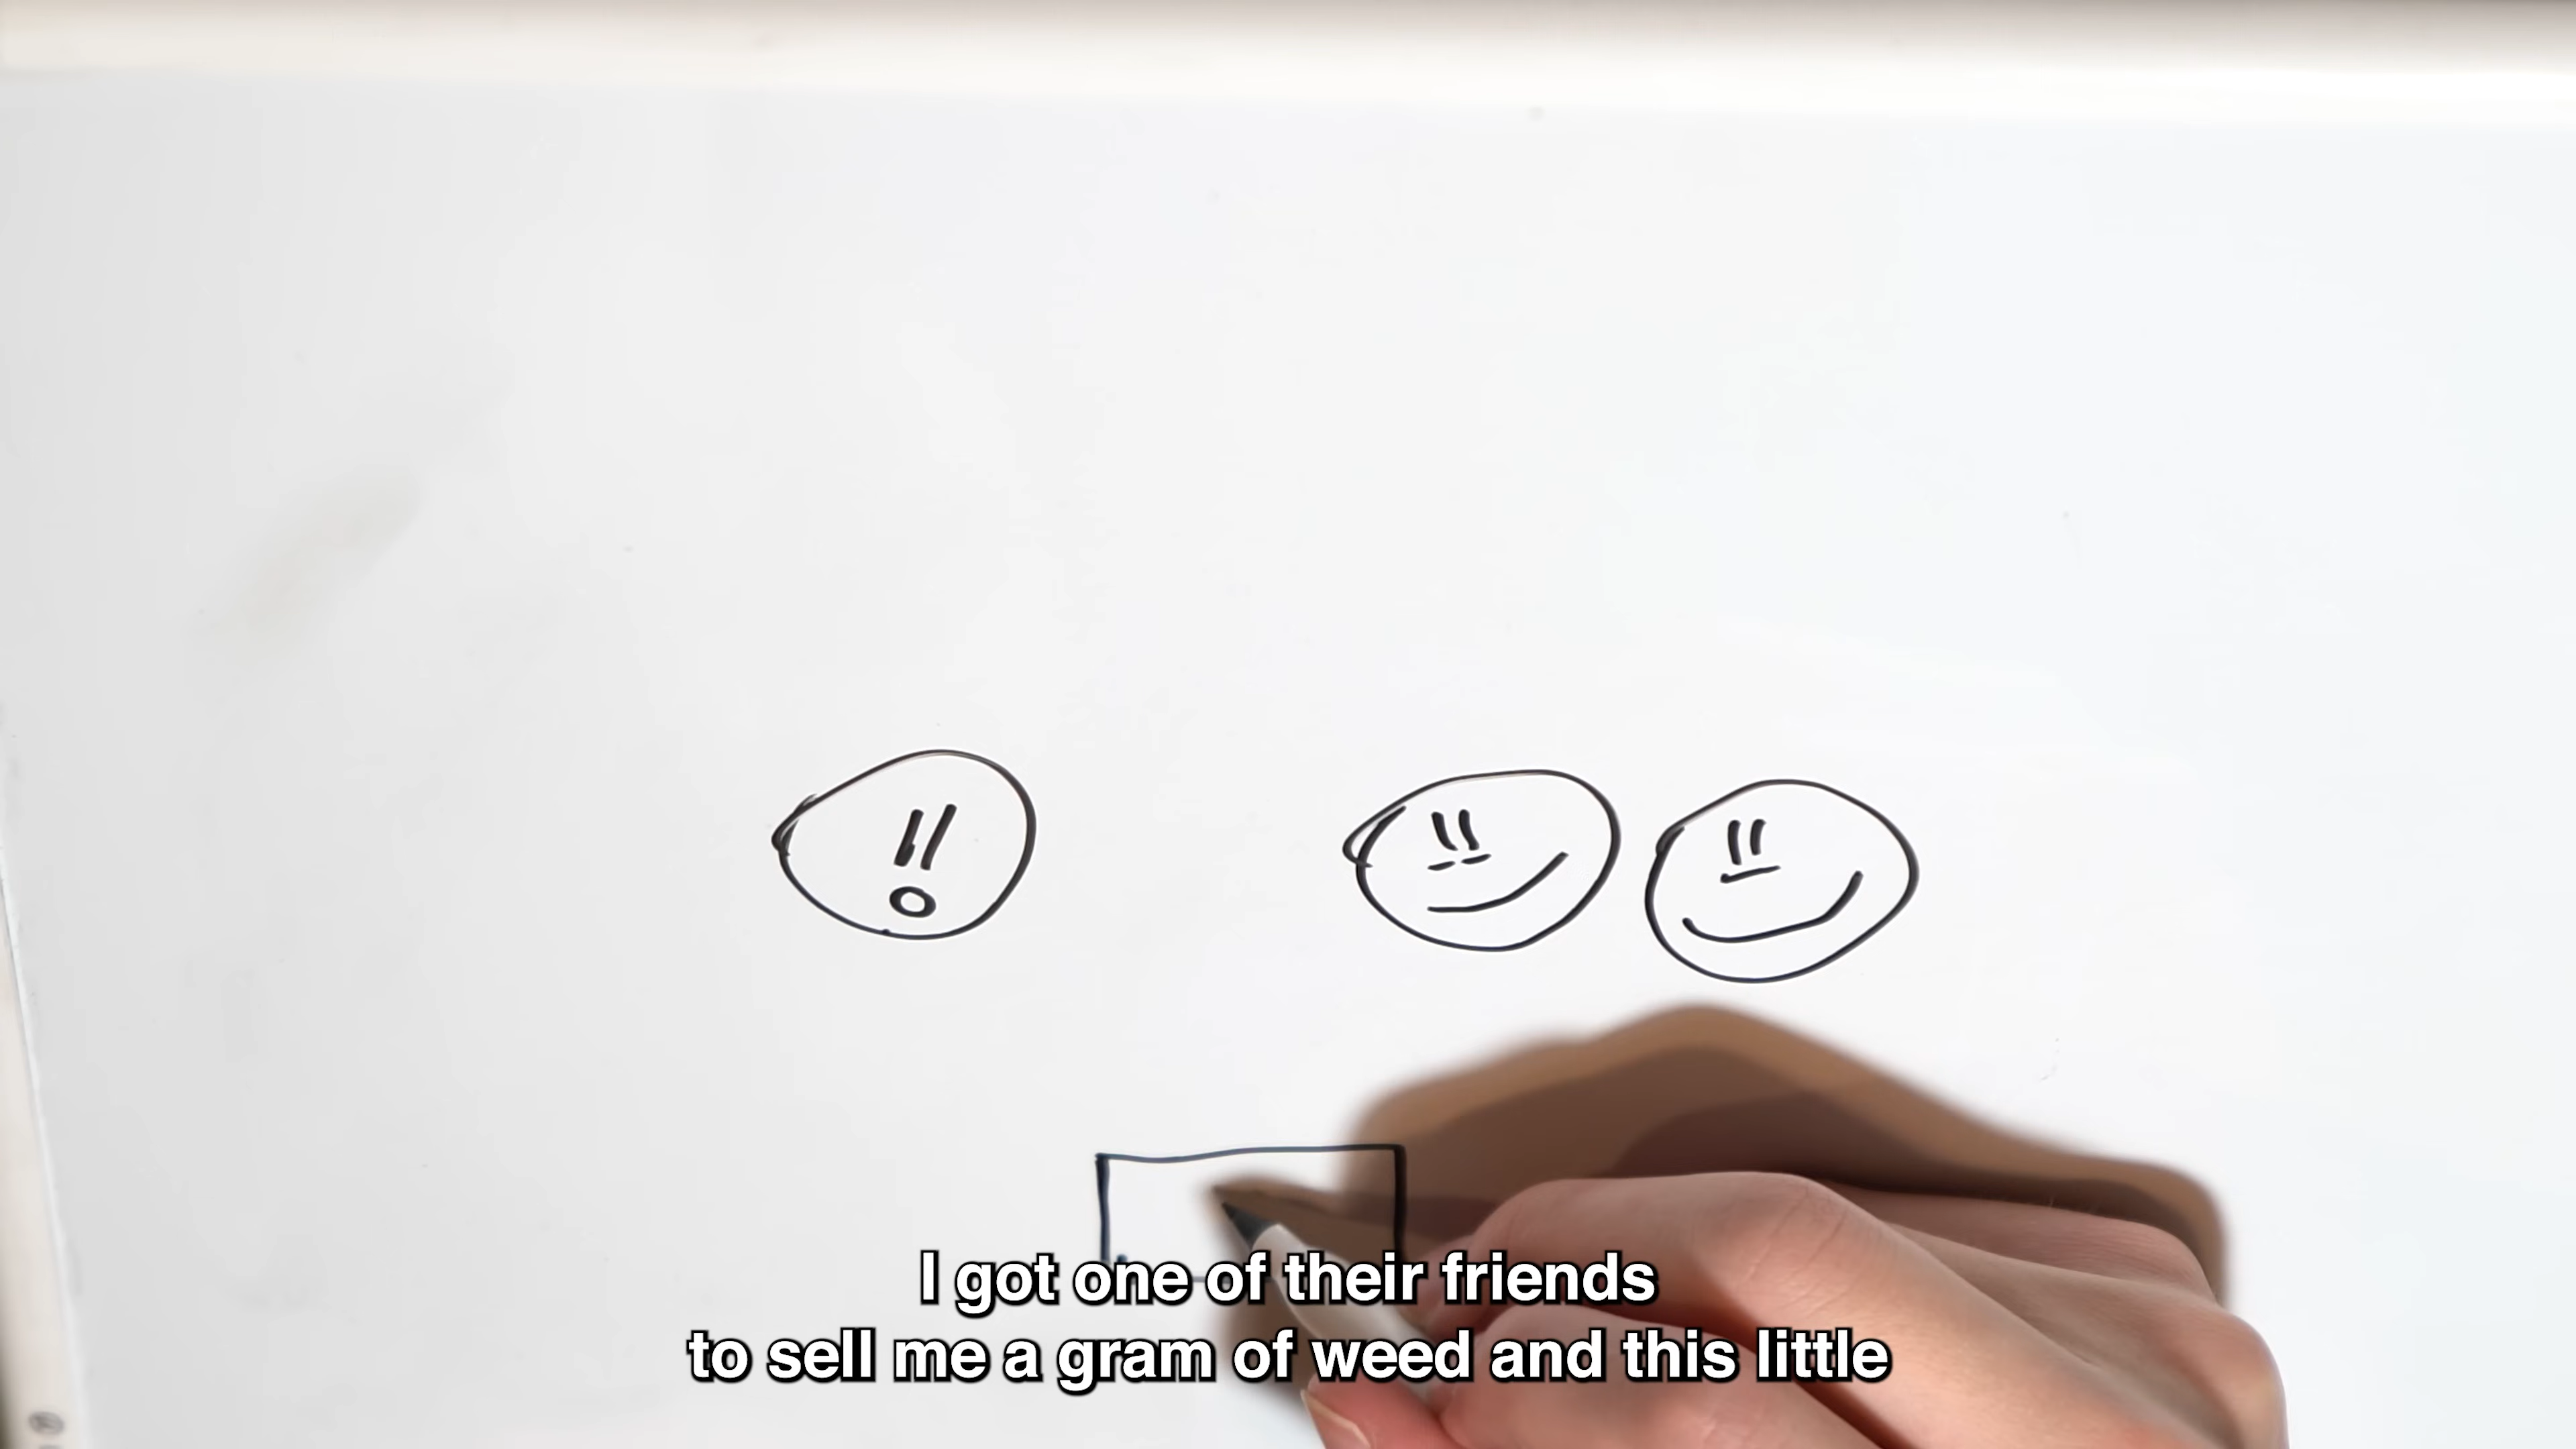 I got one of their friends
to sell me a gram of weed and this little